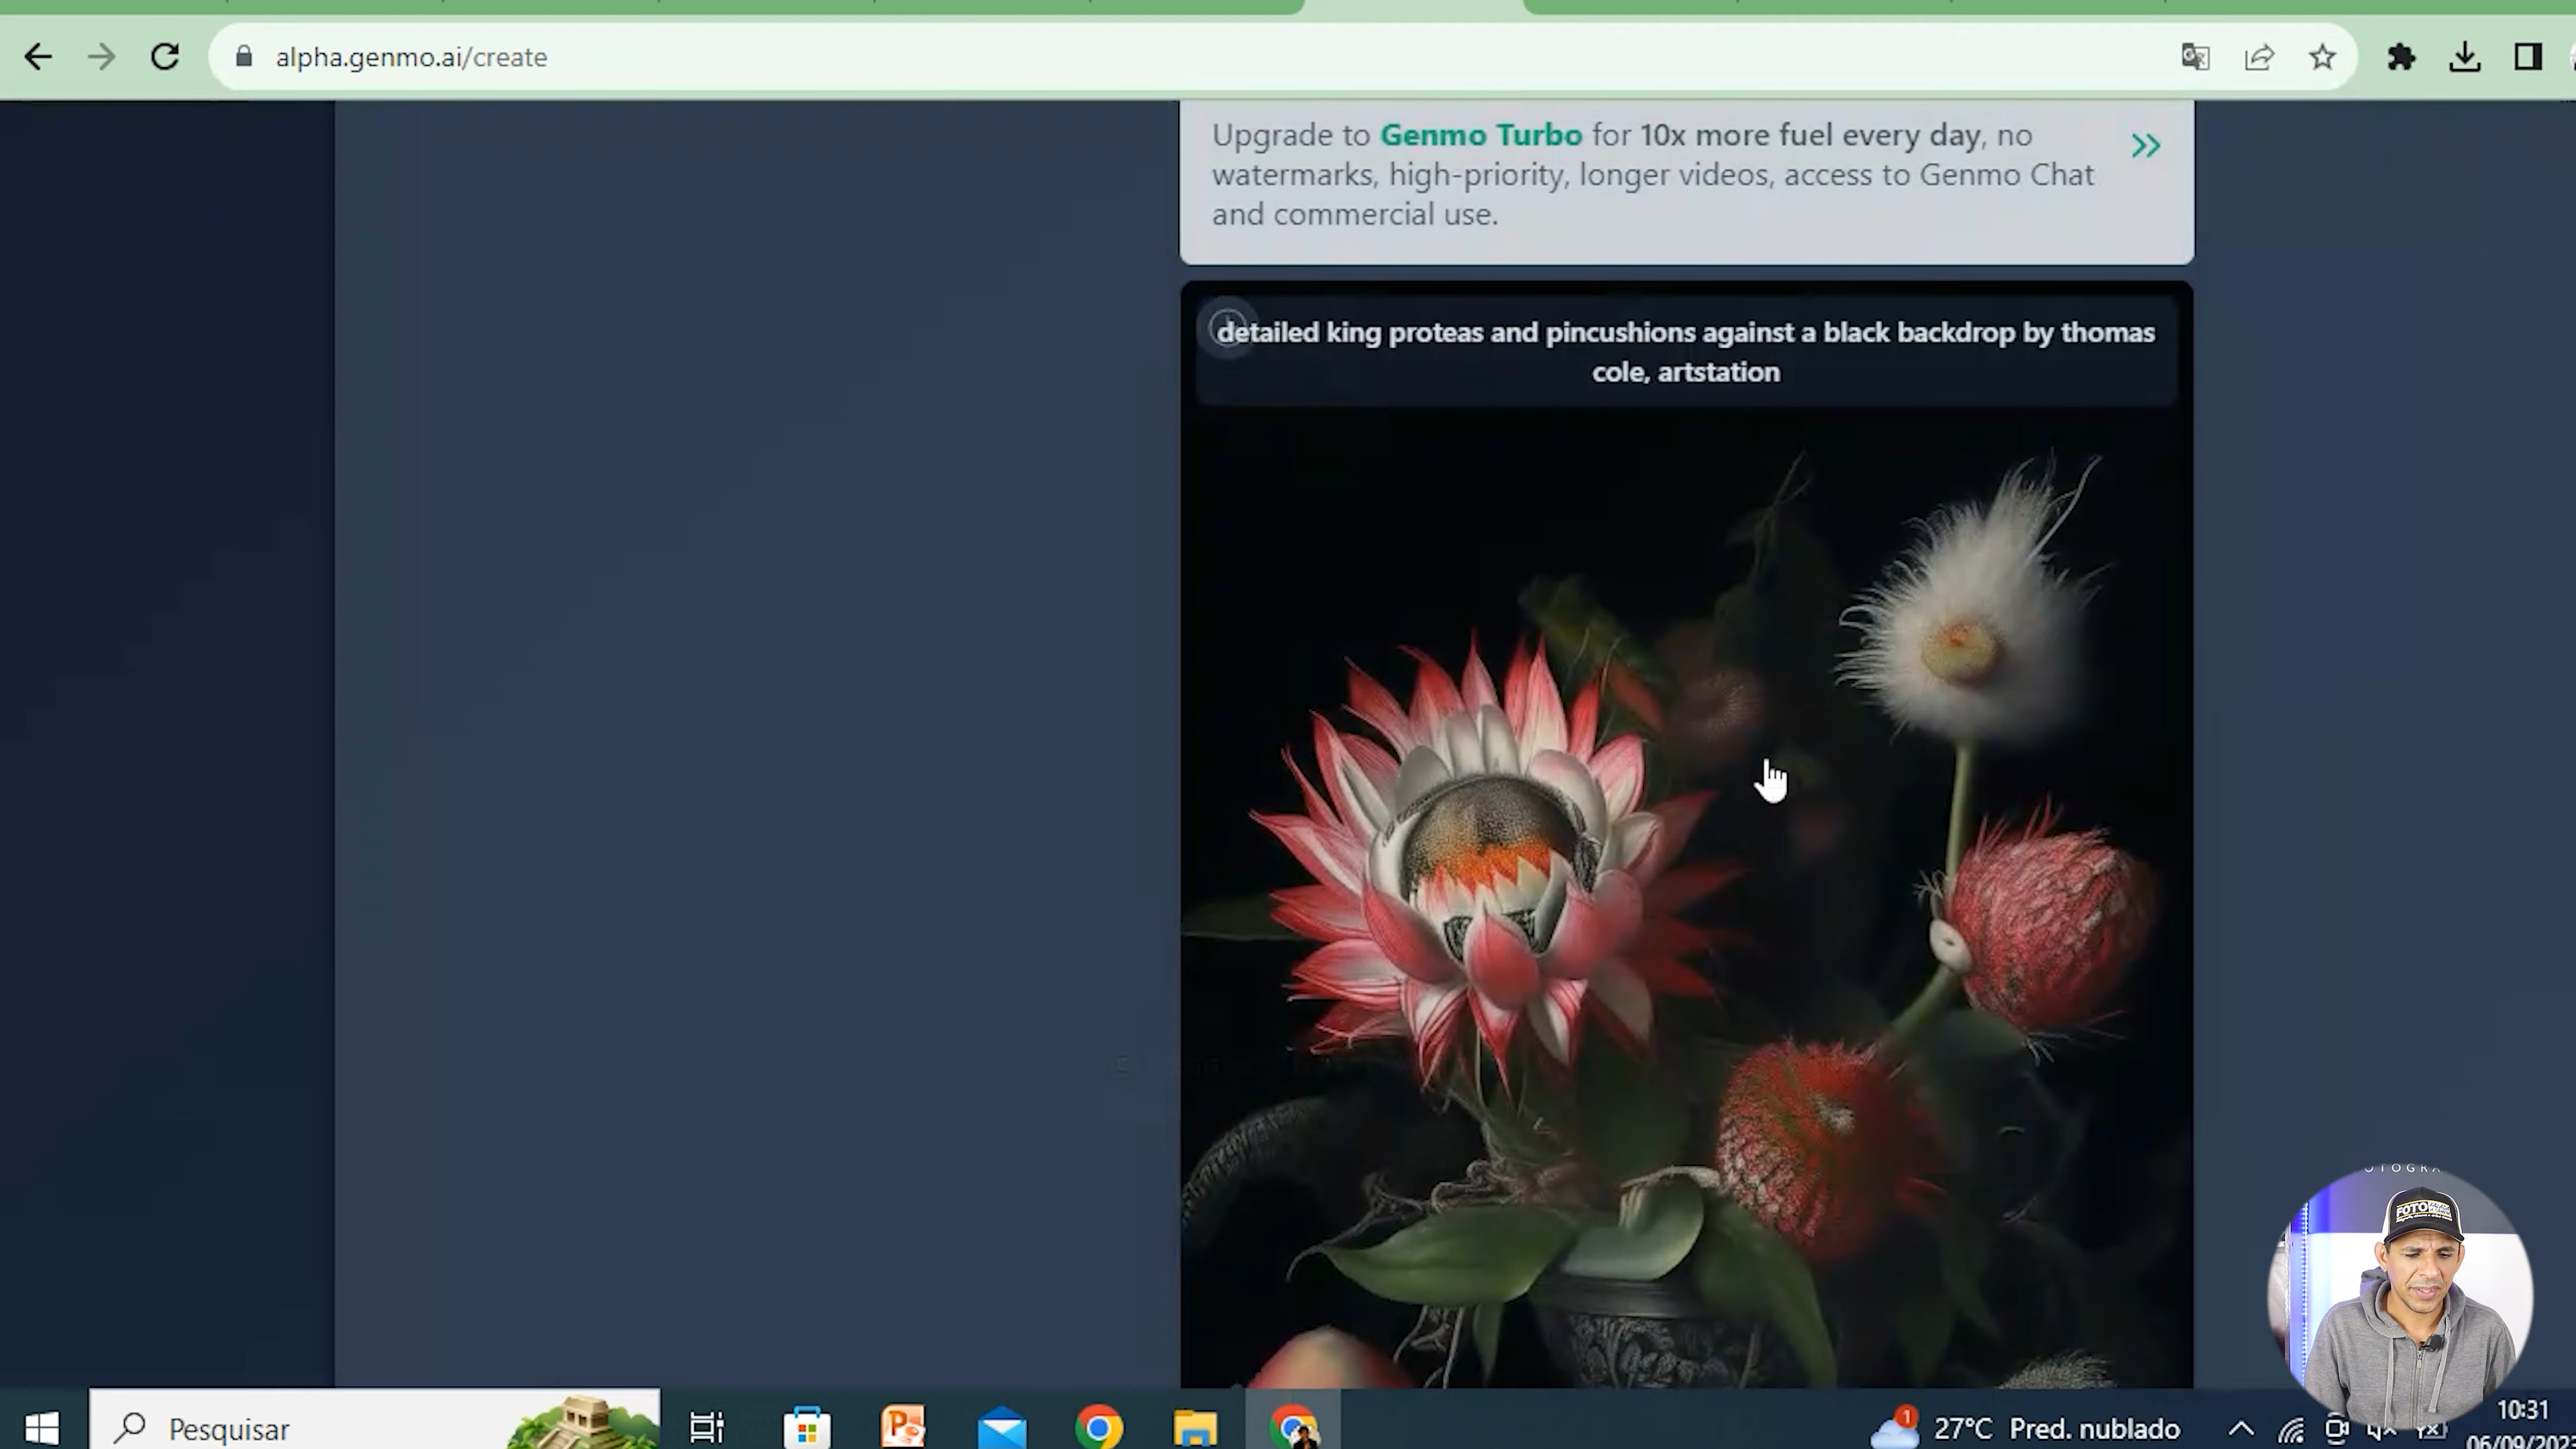 alpha.genmo.ai/create
Upgrade to Genmo Turbo for 10x more fuel every day, no
watermarks, high-priority, longer videos, access to Genmo Chat
and commercial use.
detailed king proteas and pincushions against a black backdrop by thomas
cole, artstation
FOTO
Pesquisar
1
27°C Pred. nublado
10:31